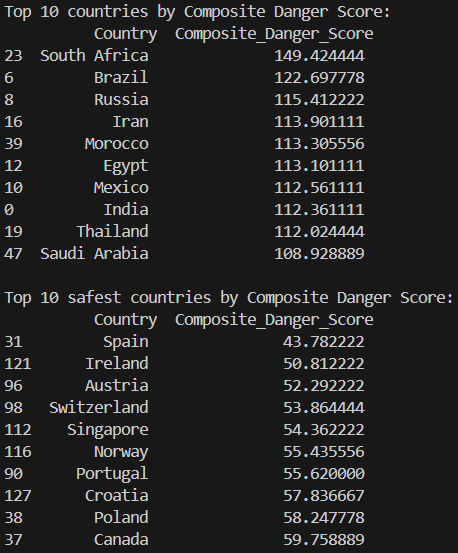 Top 10 countries by Composite Danger Score:
Country Composite_Danger_Score
23 South Africa 149.424444
6 Brazil 122.697778
8 Russia 115.412222
16 Iran 113.901111
39 Morocco 113.305556
12 Egypt 113.101111
10 Mexico 112.561111
0 India 112.361111
19 Thailand 112.024444
47 Saudi Arabia 108.928889
Top 10 safest countries by Composite Danger Score:
Country Composite_Danger_Score
31 Spain 43.782222
121 Ireland 50.812222
96 Austria 52.292222
98 Switzerland 53.864444
112 Singapore 54.362222
116 Norway 55.435556
90 Portugal 55.620000
127 Croatia 57.836667
38 Poland 58.247778
37 Canada 59.758889